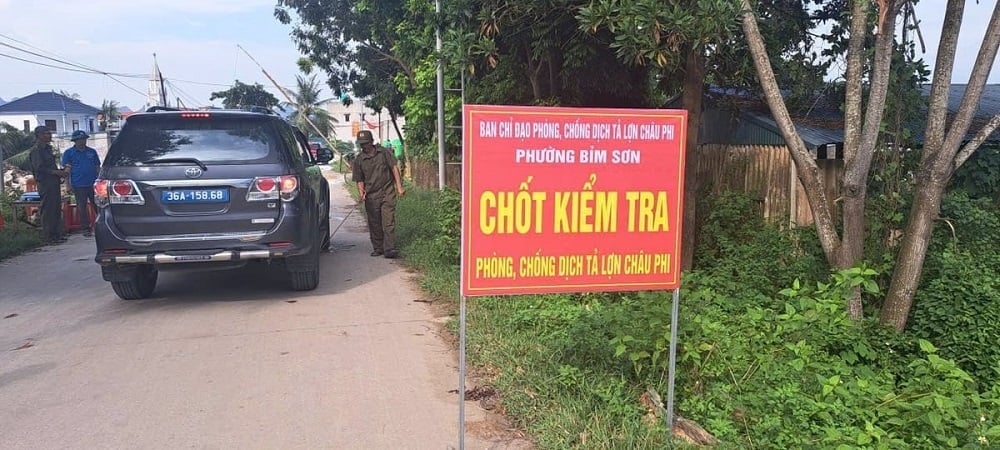 BAN CHỈ ĐẠO PHÒNG, CHỐNG DỊCH TẢ LỢN CHÂU PHI
PHƯỜNG BỈM SƠN
CHỐT KIỂM TRA
PHÒNG, CHỐNG DỊCH TẢ LỢN CHÂU PHI
36A-158.68